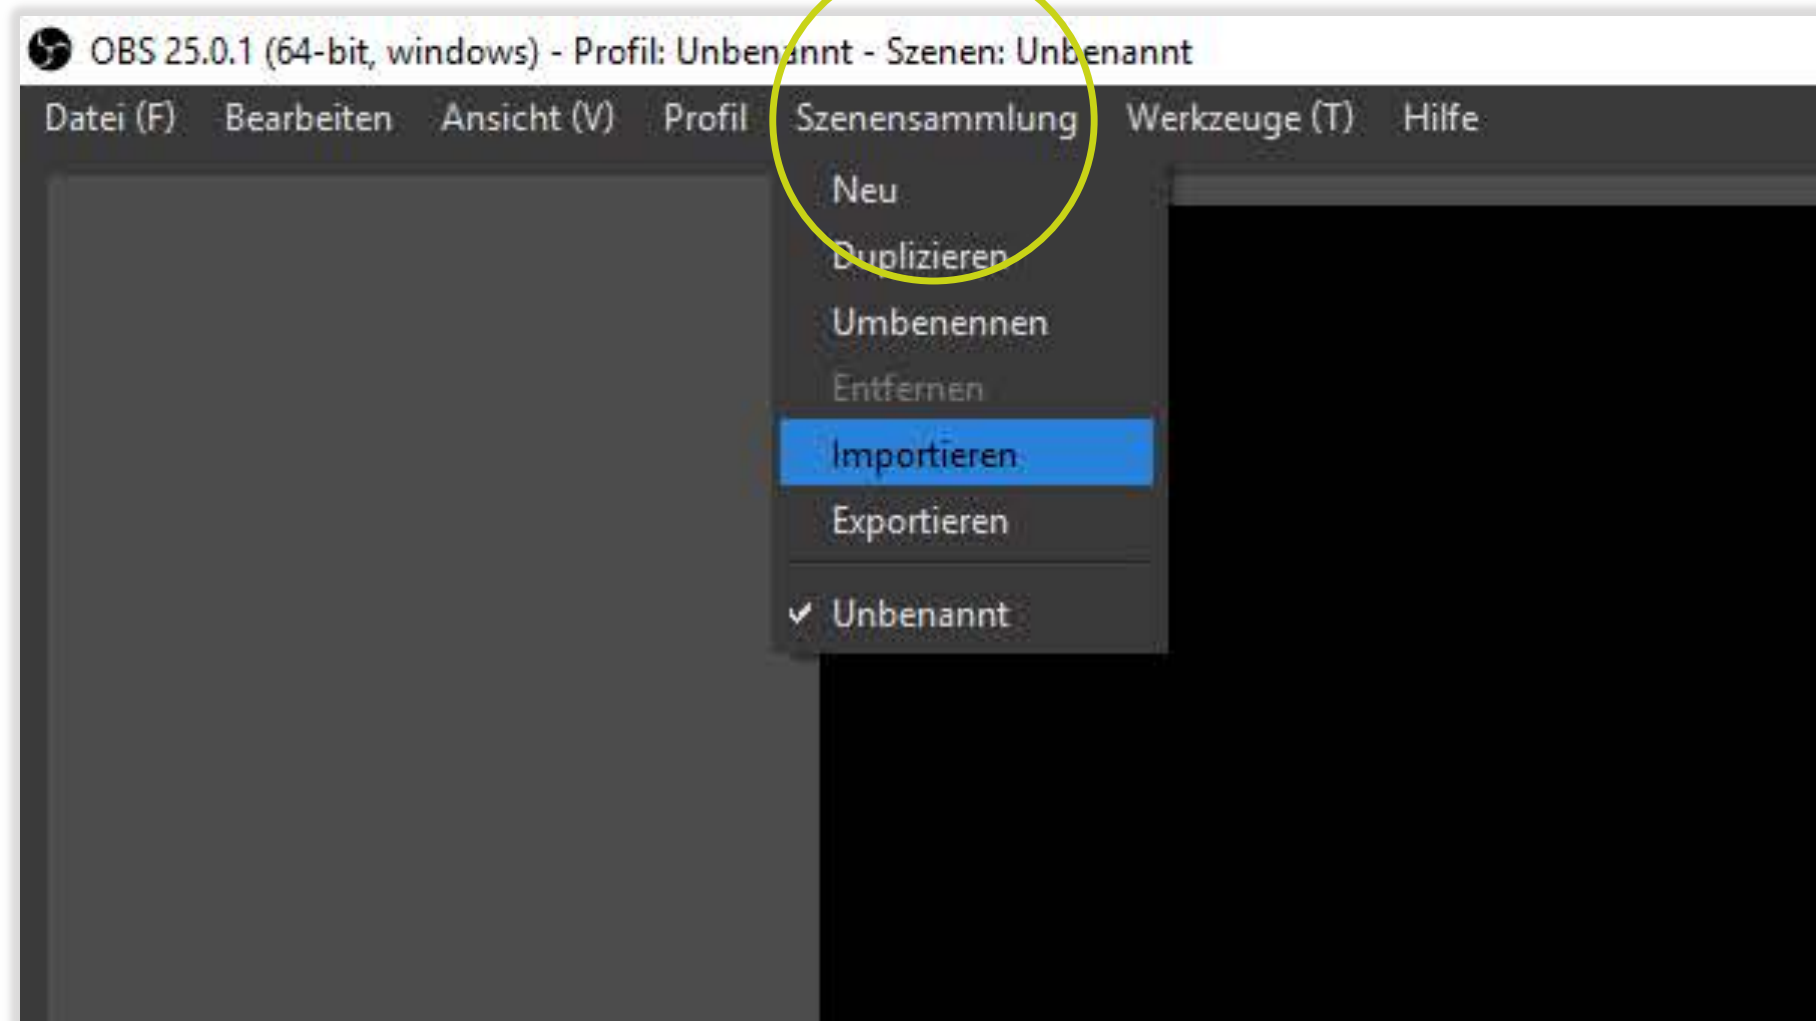 OBS 25.0.1 (64-bit, windows) - Profil: Unbenannt - Szenen: Unbenannt
Datei (F) Bearbeiten Ansicht (V) Profil Szenensammlung Werkzeuge (T) Hilfe
Neu
Duplizieren
Umbenennen
Entfernen
Importieren
Exportieren
Unbenannt